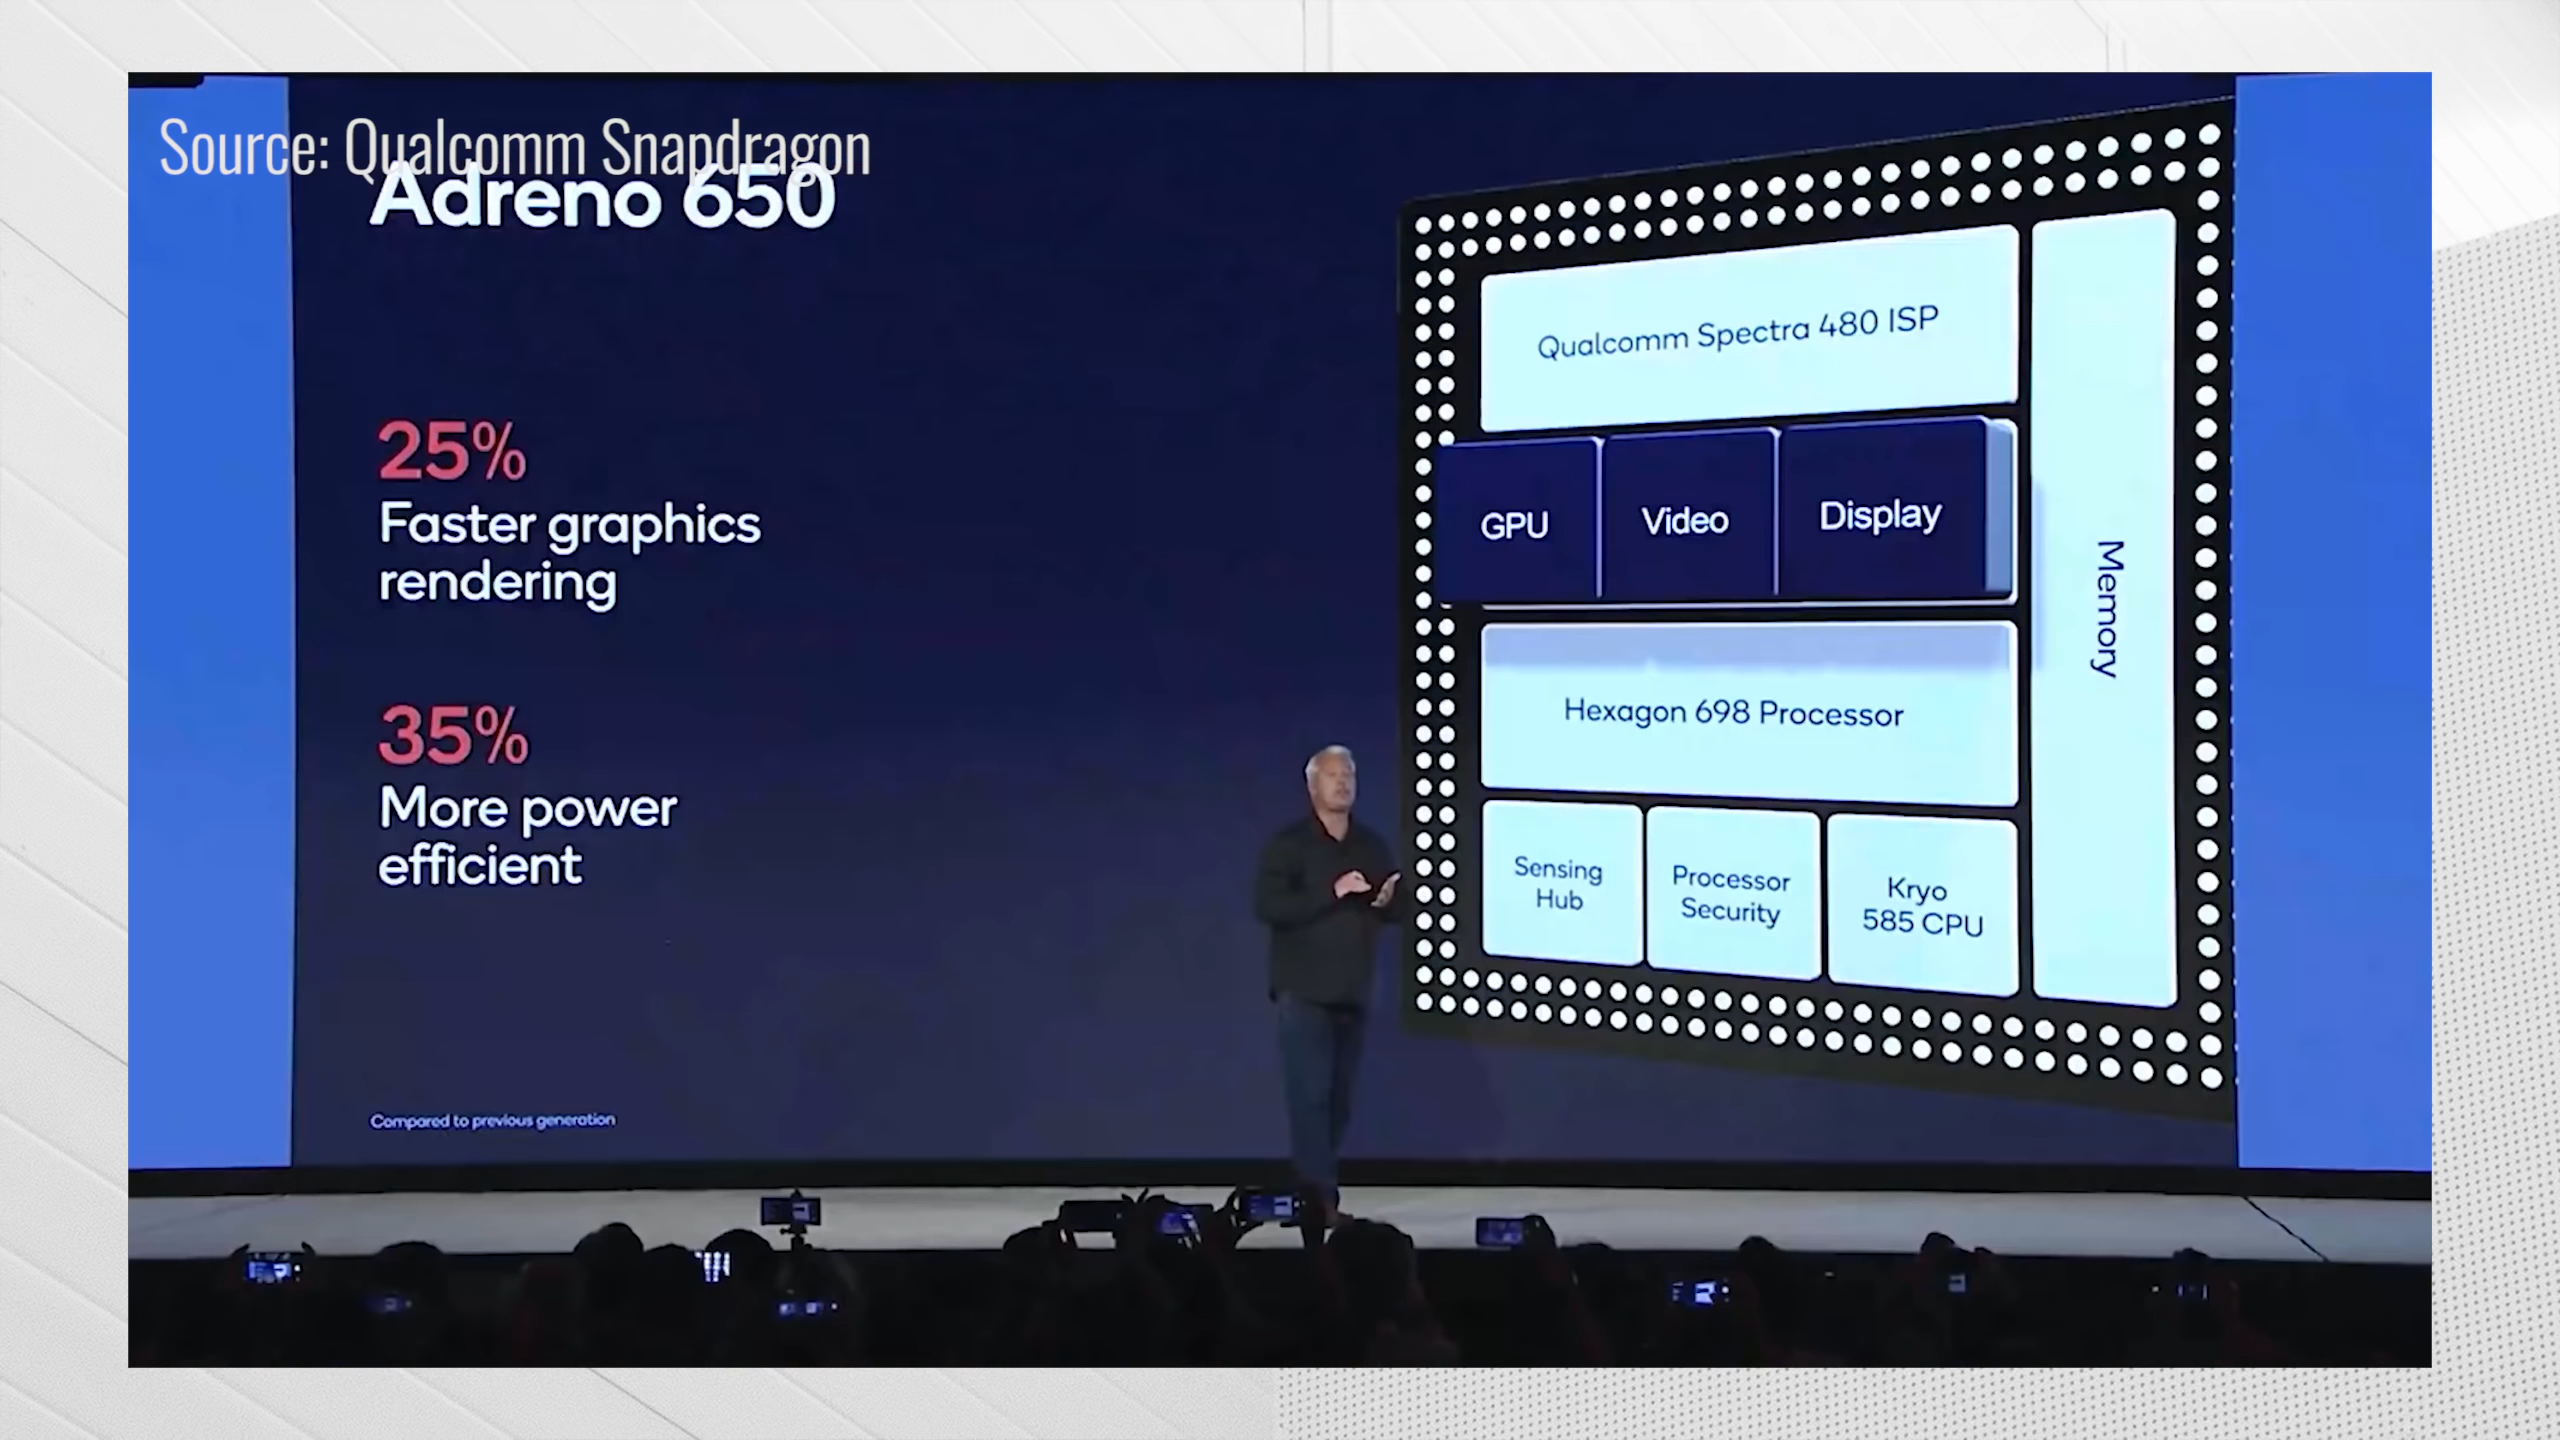 Source: Qualcomm Snapdragon
Adreno 650
25%
Faster graphics
rendering
35%
More power
efficient
Compared to previous generation
Qualcomm Spectra 480 ISP
GPU
Video
Display
Hexagon 698 Processor
Sensing
Hub
Processor
Security
Kryo
585 CPU
Memory